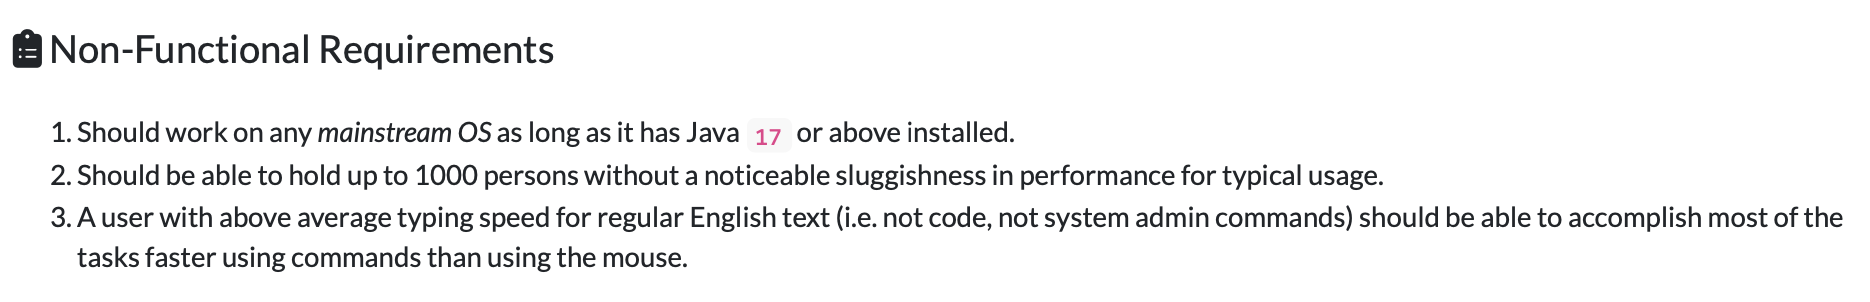 Non-Functional Requirements
1. Should work on any mainstream OS as long as it has Java 17 or above installed.
2. Should be able to hold up to 1000 persons without a noticeable sluggishness in performance for typical usage.
3. A user with above average typing speed for regular English text (i.e. not code, not system admin commands) should be able to accomplish most of the
tasks faster using commands than using the mouse.